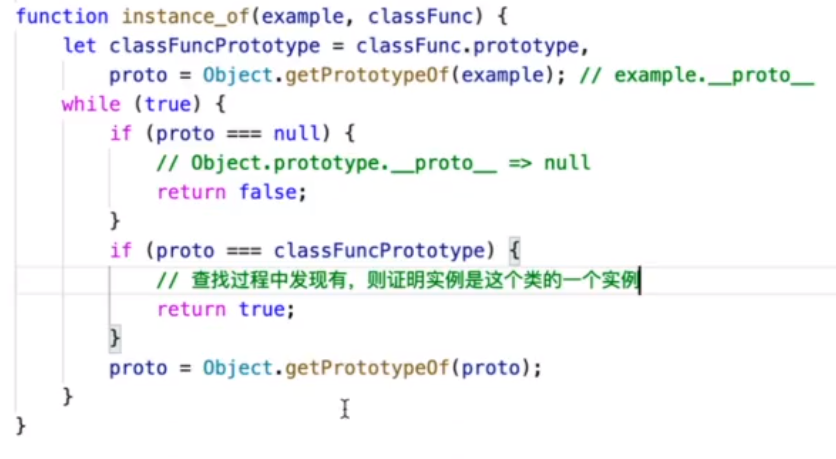 function instance_of(example, classFunc) {
    let classFuncPrototype = classFunc.prototype,
        proto = Object.getPrototypeOf(example); // example.__proto__
    while (true) {
        if (proto === null) {
            // Object.prototype.__proto__ => null
            return false;
        }
        if (proto === classFuncPrototype) {
            // 查找过程中发现有，则证明实例是这个类的一个实例
            return true;
        }
        proto = Object.getPrototypeOf(proto);
    }
}